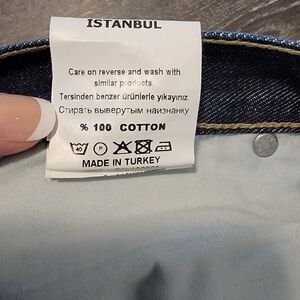 ISTANBUL
Care on reverse and wash with
similar products.
Tersinden benzer ürünlerle yıkayınız.
Стирать вывернутым наизнанку
% 100 COTTON
40
MADE IN TURKEY